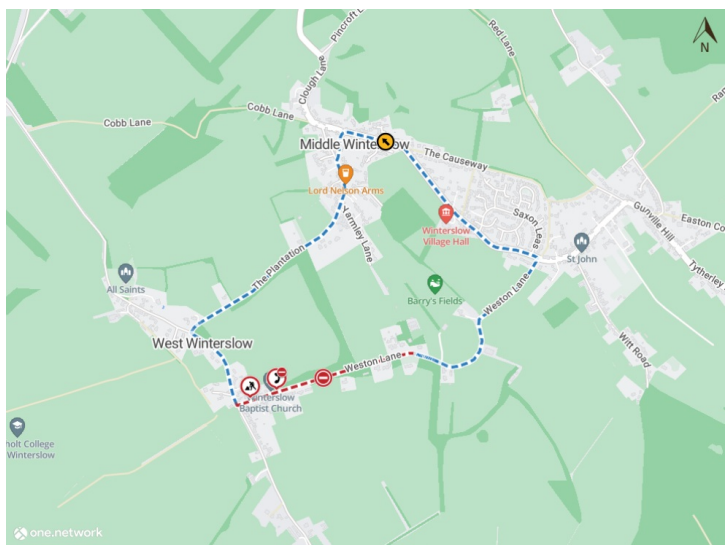 Pincroft L
Clough Lane
Red Lane
Ran
N
Cobb Lane
Cobb Lane
Middle Winterslow
The Causeway
Lord Nelson Arms
Yarmley Lane
Saxon Leas
Gunville Hill
Easton Co
Winterslow
Village Hall
St John
Tytherley
The Plantation
All Saints
Barry's Fields
Weston Lane
Witt Road
West Winterslow
Weston Lane
Winterslow
Baptist Church
holt College
Winterslow
one.network